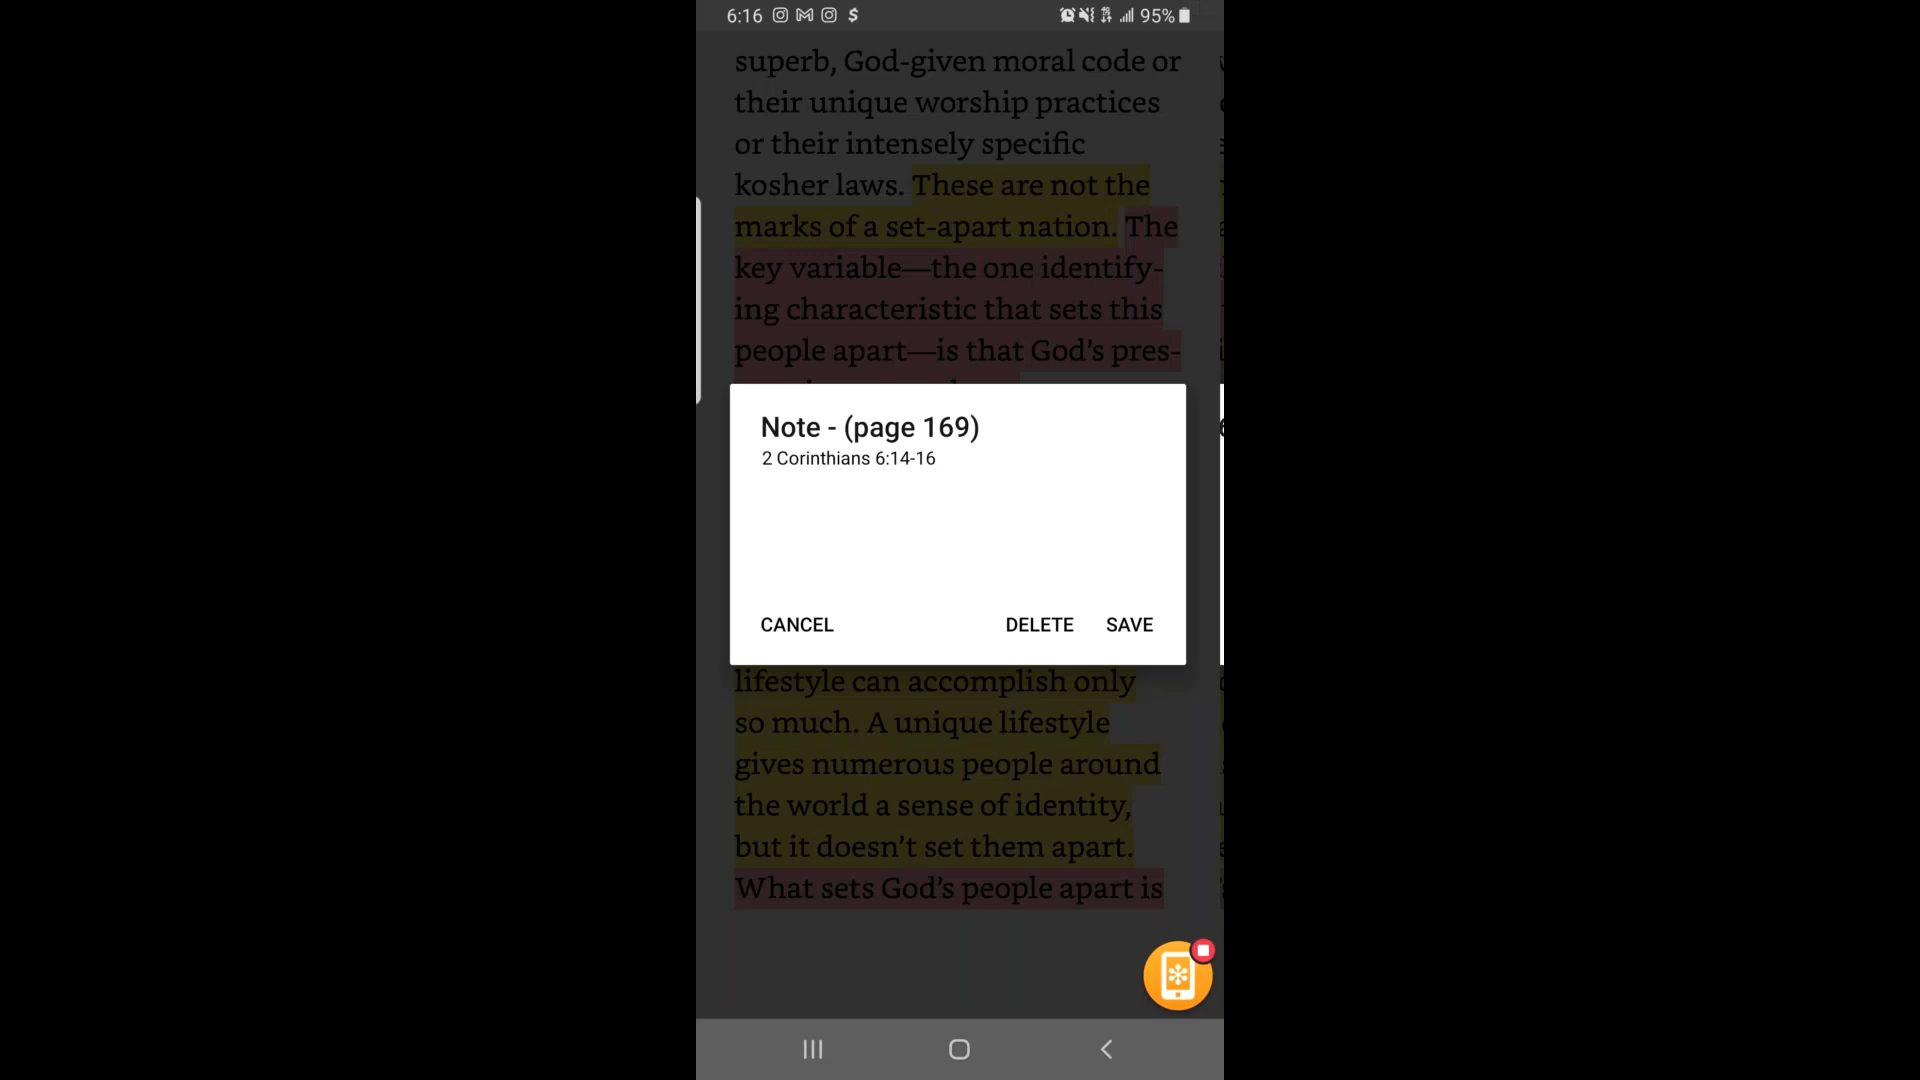 6:16 95%
superb, God-given moral code or
their unique worship practices
or their intensely specific
kosher laws. These are not the
marks of a set-apart nation. The
key variable—the one identify-
ing characteristic that sets this
people apart—is that God's pres-
Note - (page 169)
2 Corinthians 6:14-16
CANCEL DELETE SAVE
lifestyle can accomplish only
so much. A unique lifestyle
gives numerous people around
the world a sense of identity,
but it doesn't set them apart.
What sets God's people apart is